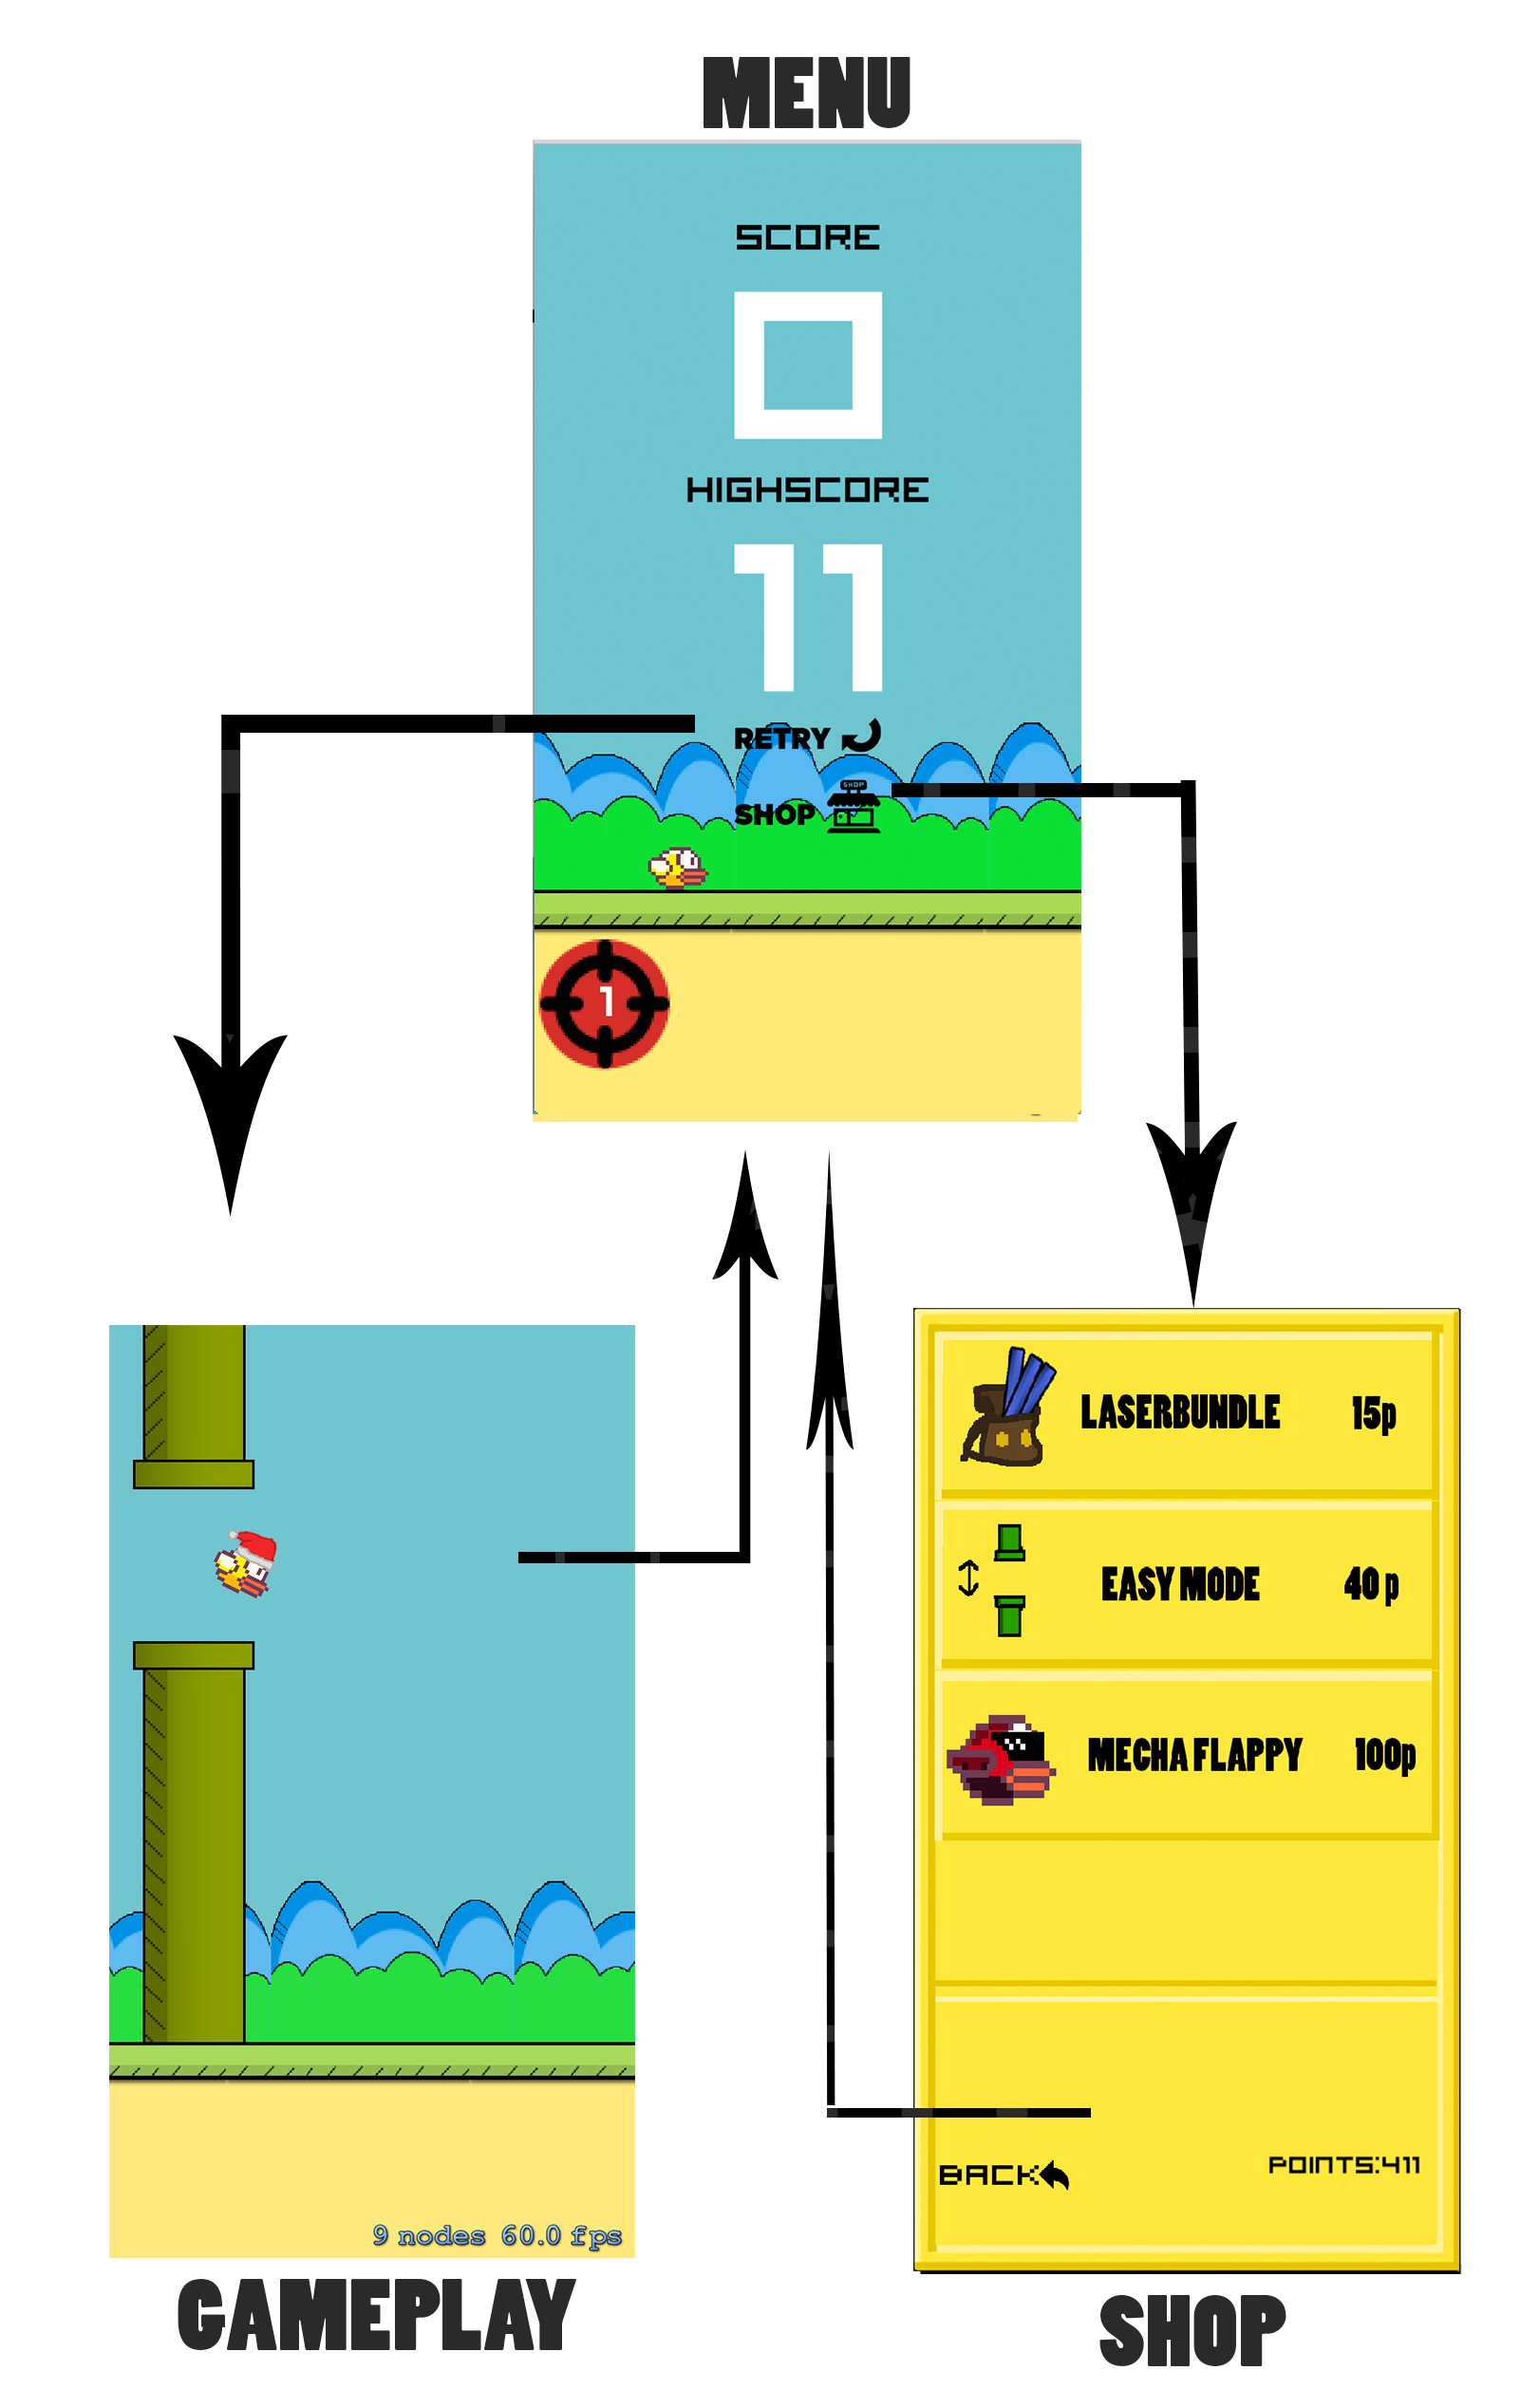 MENU
SCORE
0
HIGHSCORE
11
RETRY
SHOP
SHOP
1
LASERBUNDLE 15p
EASY MODE 40 p
MECHA FLAPPY 100p
BACK POINTS:411
9 nodes 60.0 fps
GAMEPLAY
SHOP